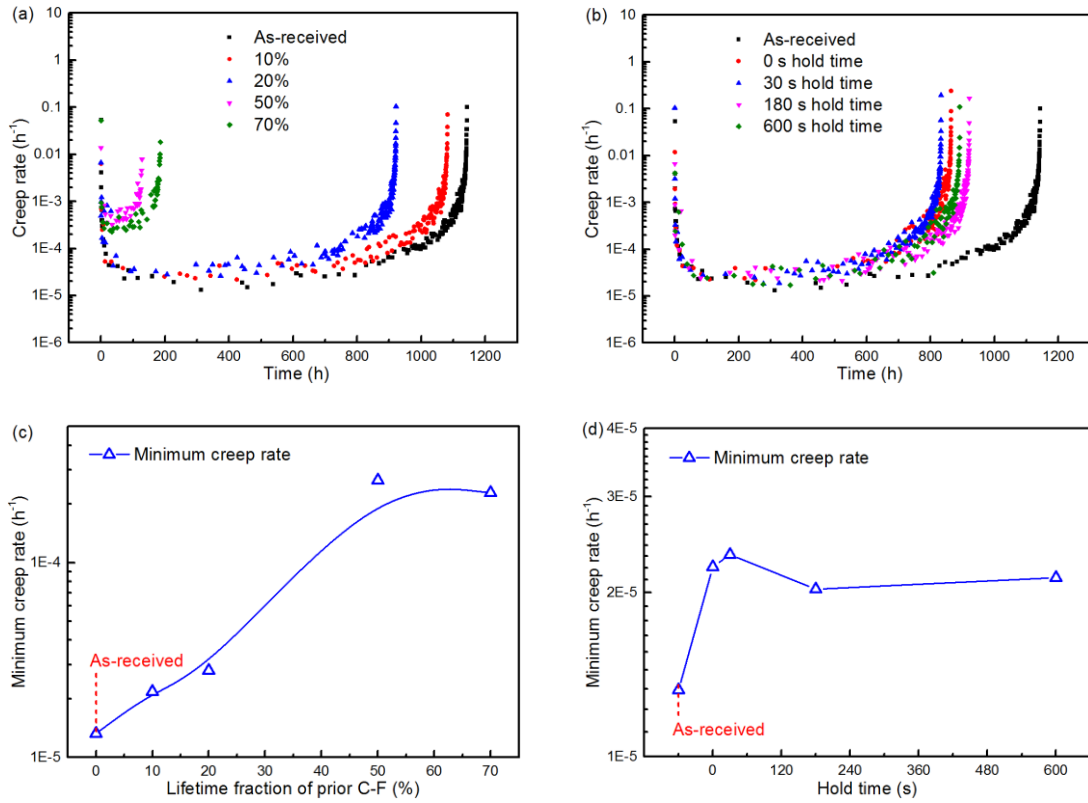 (a)
10
1
0.1
0.01
1E-3
1E-4
1E-5
1E-6
Creep rate (h⁻¹)
As-received
10%
20%
50%
70%
0 200 400 600 800 1000 1200
Time (h)
(b)
10
1
0.1
0.01
1E-3
1E-4
1E-5
1E-6
Creep rate (h⁻¹)
As-received
0 s hold time
30 s hold time
180 s hold time
600 s hold time
0 200 400 600 800 1000 1200
Time (h)
(c)
Minimum creep rate
1E-4
1E-5
Minimum creep rate (h⁻¹)
As-received
0 10 20 30 40 50 60 70
Lifetime fraction of prior C-F (%)
(d)
4E-5
3E-5
2E-5
1E-5
Minimum creep rate (h⁻¹)
Minimum creep rate
As-received
0 120 240 360 480 600
Hold time (s)